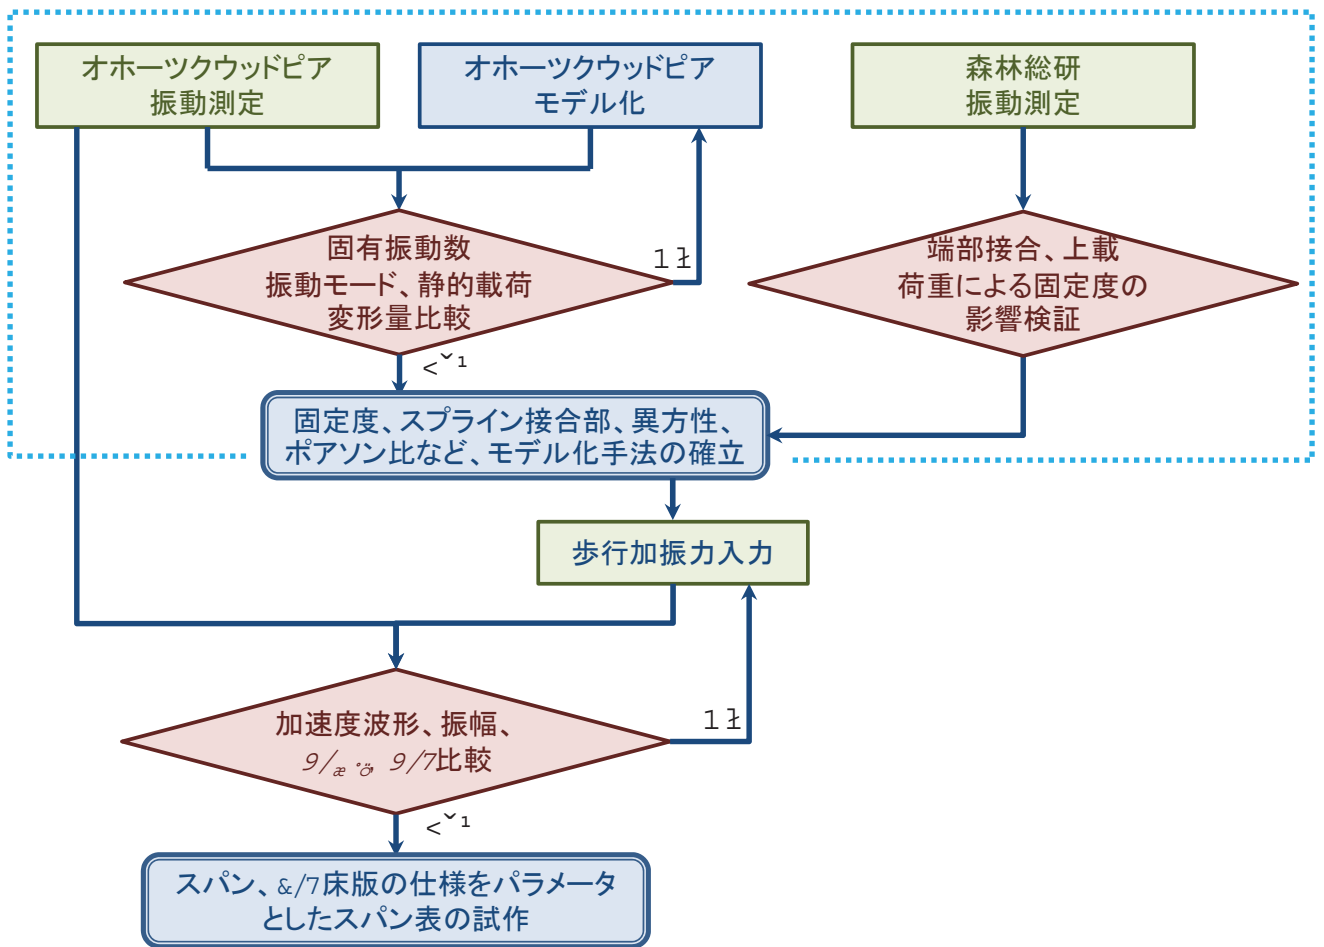 オホーツクウッドピア
振動測定
オホーツクウッドピア
モデル化
森林総研
振動測定
固有振動数
振動モード、静的載荷
変形量比較
端部接合、上載
荷重による固定度の
影響検証
固定度、スプライン接合部、異方性、
ポアソン比など、モデル化手法の確立
歩行加振力入力
加速度波形、振幅、
9/7比較
スパン、&/7床版の仕様をパラメータ
としたスパン表の試作